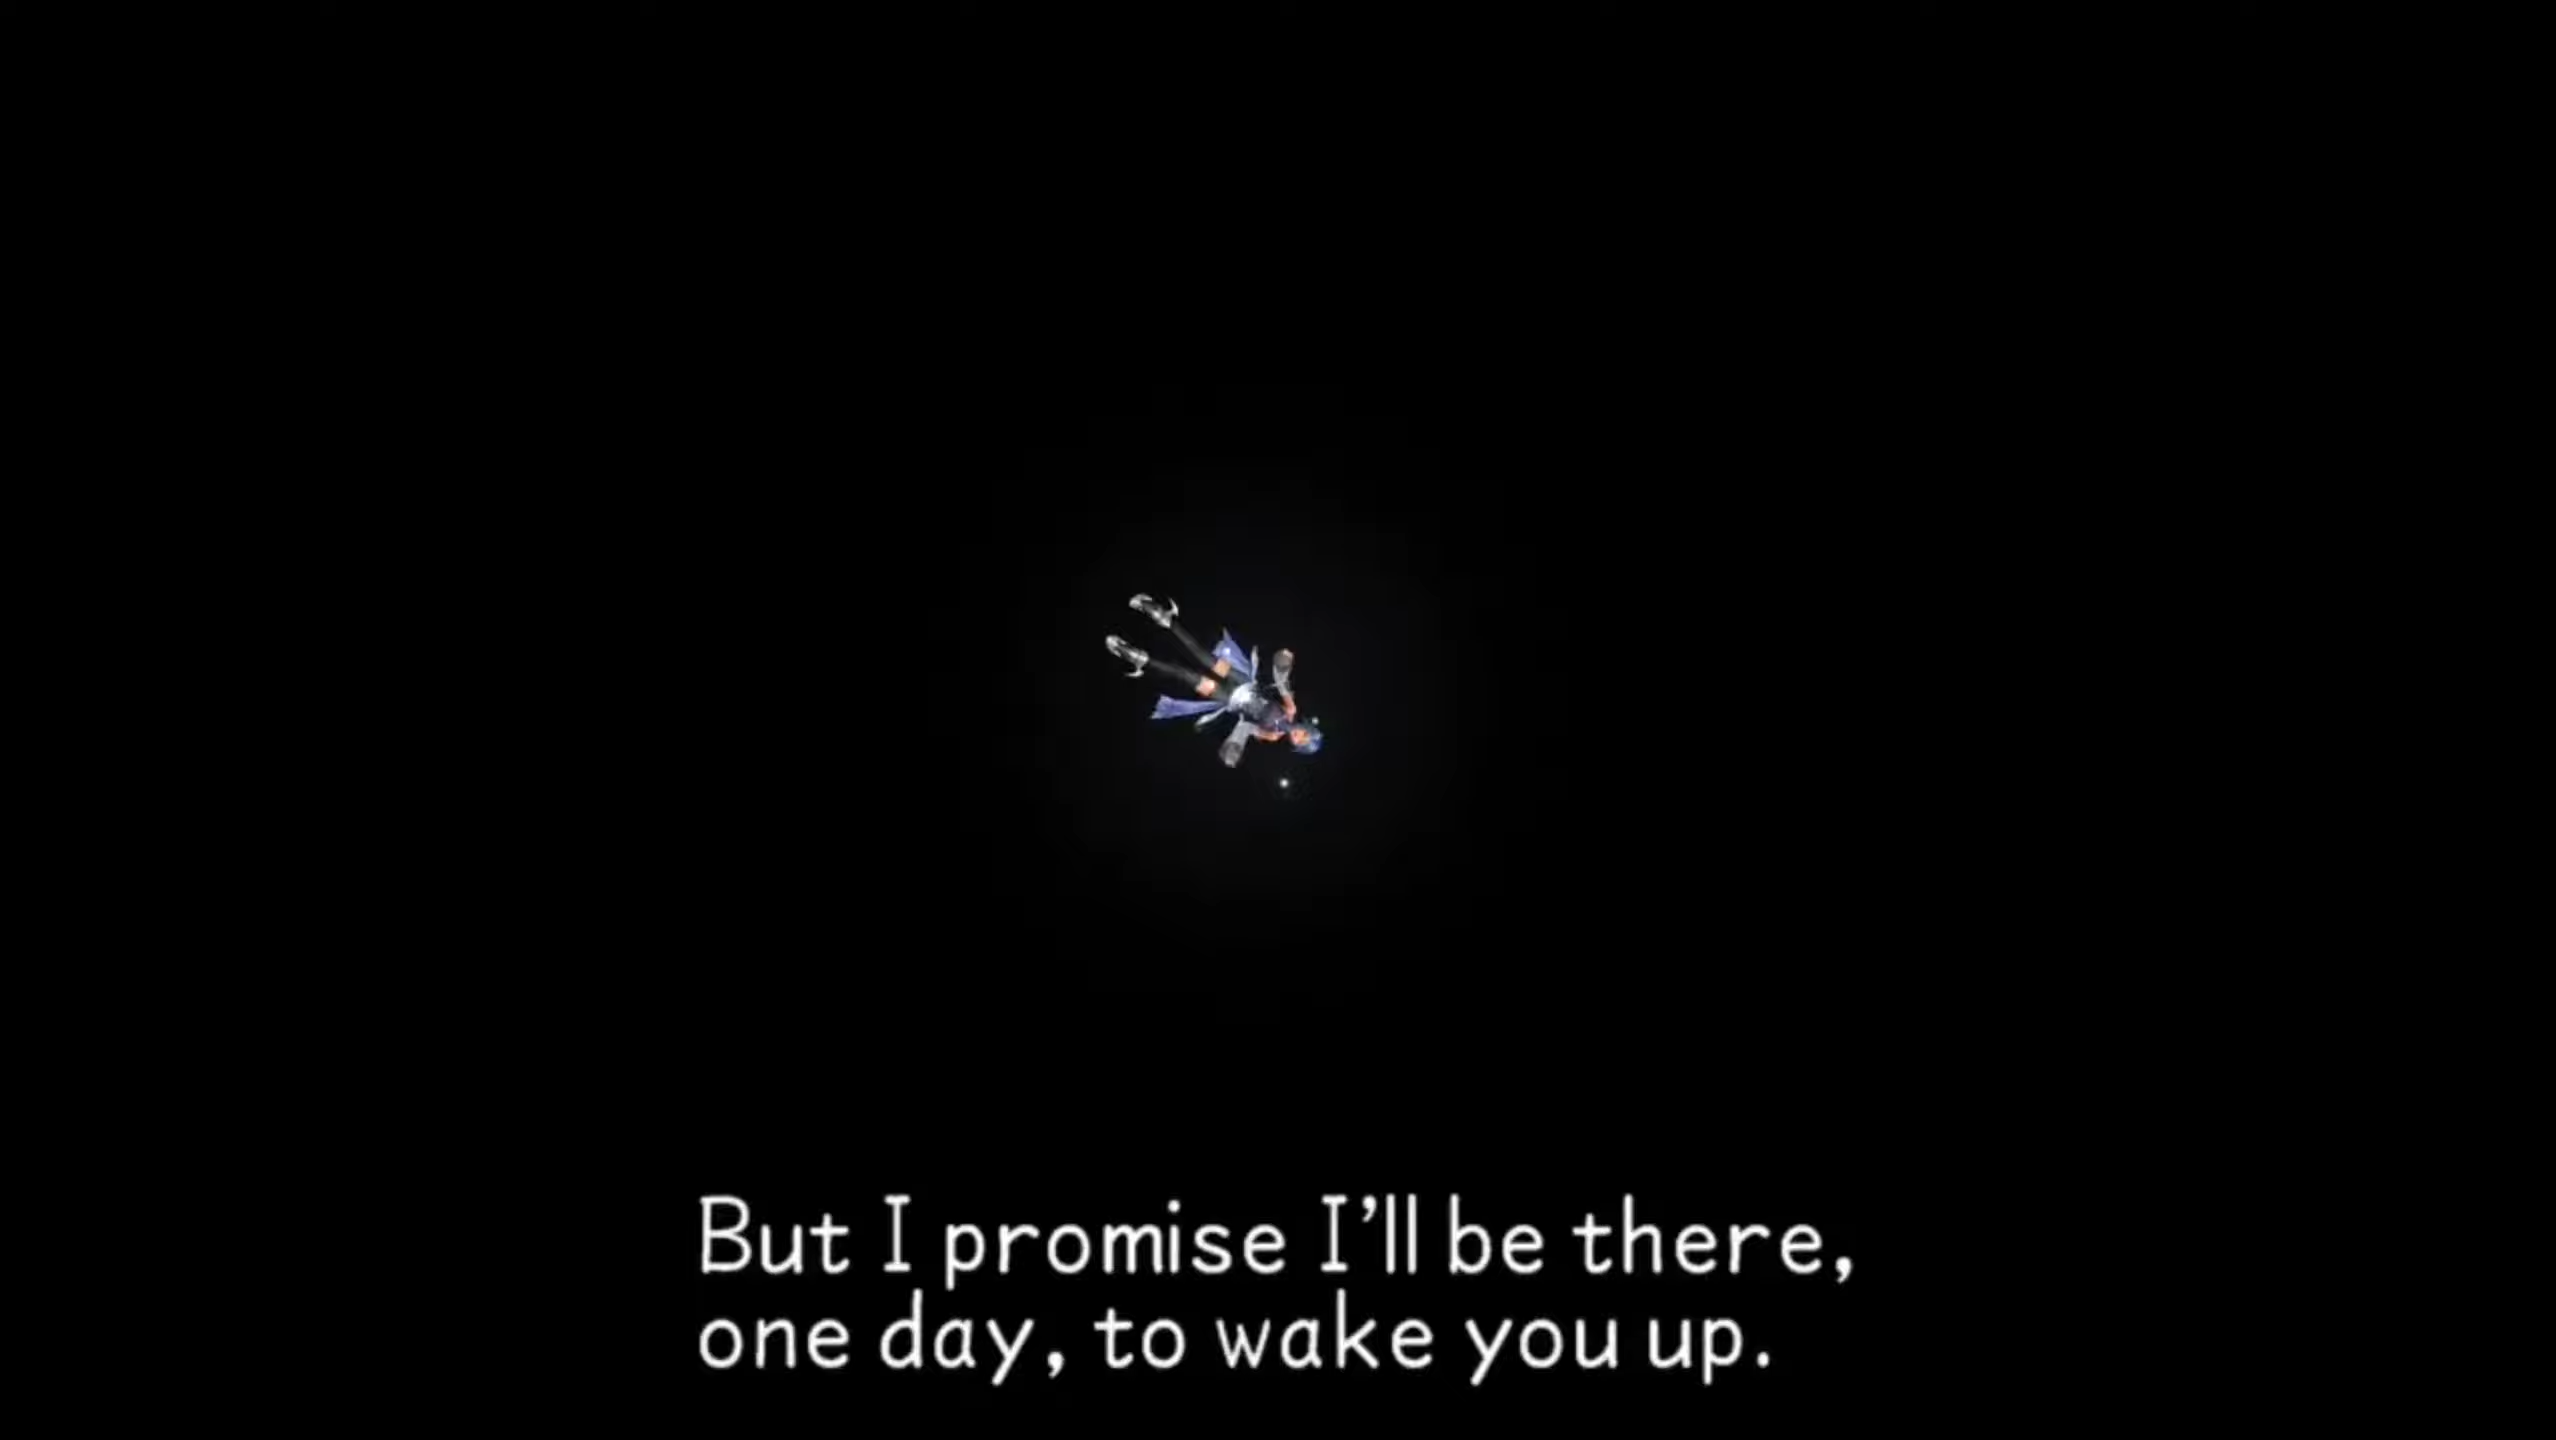 But I promise I’ll be there,
one day, to wake you up.